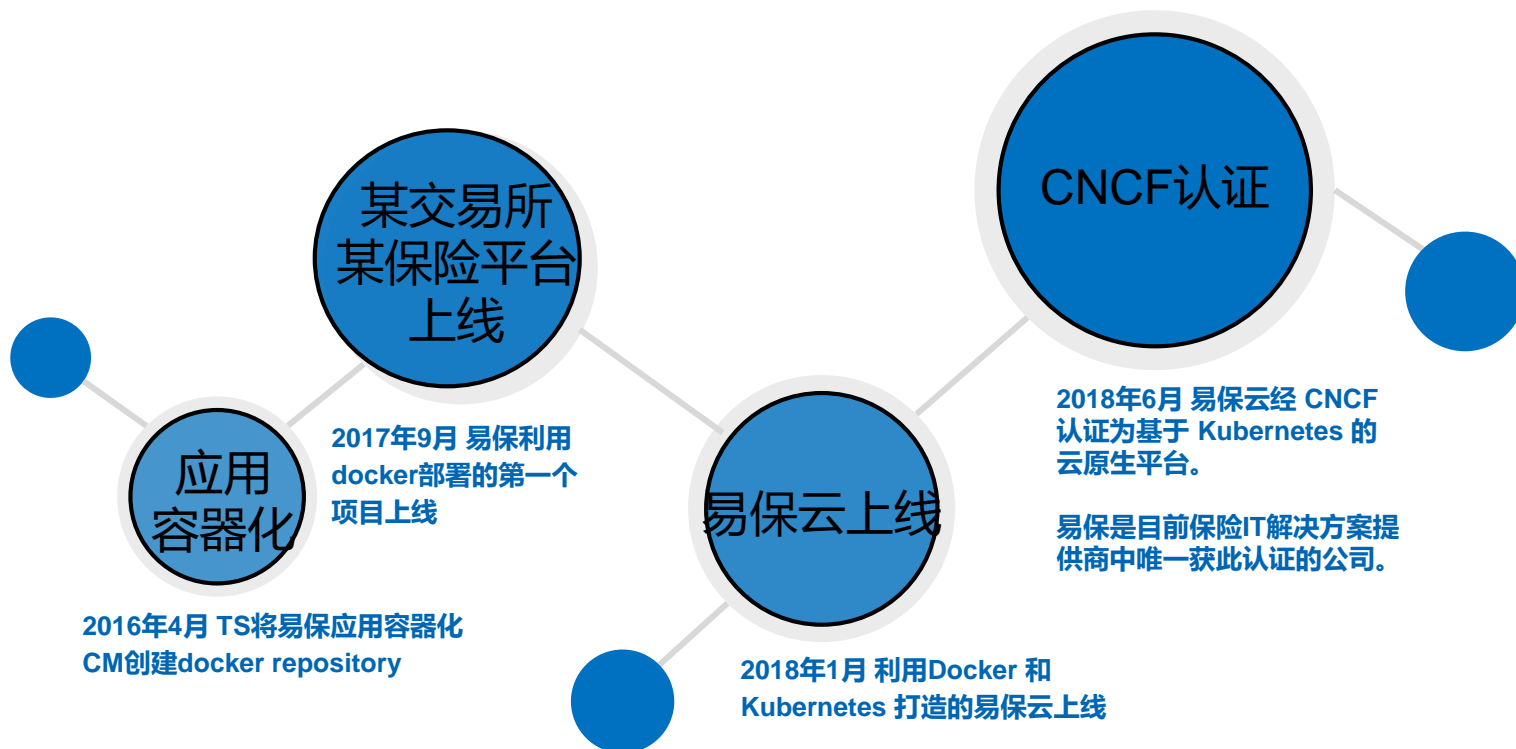 应用
容器化
2016年4月 TS将易保应用容器化
CM创建docker repository
某交易所
某保险平台
上线
2017年9月 易保利用
docker部署的第一个
项目上线
易保云上线
2018年1月 利用Docker 和
Kubernetes 打造的易保云上线
CNCF认证
2018年6月 易保云经 CNCF
认证为基于 Kubernetes 的
云原生平台。
易保是目前保险IT解决方案提
供商中唯一获此认证的公司。